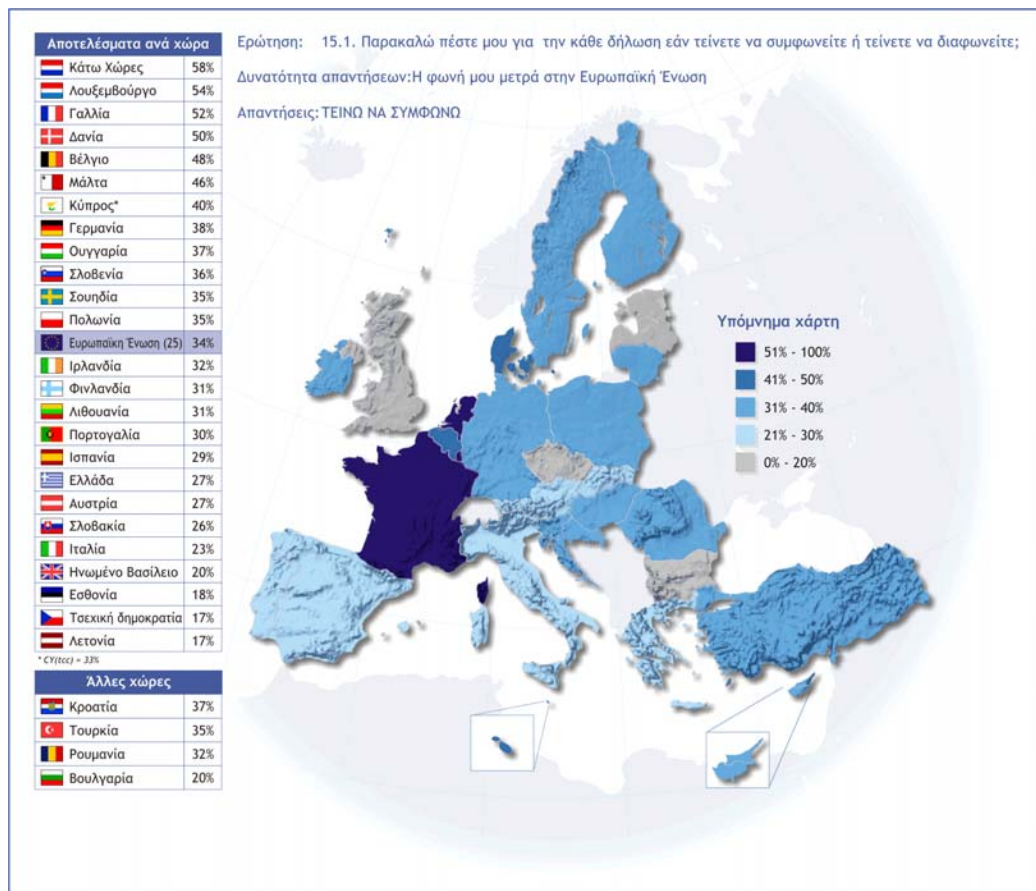 Αποτελέσματα ανά χώρα
Κάτω Χώρες 58%
Λουξεμβούργο 54%
Γαλλία 52%
Δανία 50%
Βέλγιο 48%
Μάλτα 46%
Κύπρος* 40%
Γερμανία 38%
Ουγγαρία 37%
Σλοβενία 36%
Σουηδία 35%
Πολωνία 35%
Ευρωπαϊκη Ένωση (25) 34%
Ιρλανδία 32%
Φινλανδία 31%
Λιθουανία 31%
Πορτογαλία 30%
Ισπανία 29%
Ελλάδα 27%
Αυστρία 27%
Σλοβακία 26%
Ιταλία 23%
Ηνωμένο Βασίλειο 20%
Εσθονία 18%
Τσεχική δημοκρατία 17%
Λετονία 17%
* CY(tcc) = 33%
Άλλες χώρες
Κροατία 37%
Τουρκία 35%
Ρουμανία 32%
Βουλγαρία 20%
Ερώτηση: 15.1. Παρακαλώ πέστε μου για την κάθε δήλωση εάν τείνετε να συμφωνείτε ή τείνετε να διαφωνείτε;
Δυνατότητα απαντήσεων: Η φωνή μου μετρά στην Ευρωπαϊκή Ένωση
Απαντήσεις: ΤΕΙΝΩ ΝΑ ΣΥΜΦΩΝΩ
Υπόμνημα χάρτη
51% - 100%
41% - 50%
31% - 40%
21% - 30%
0% - 20%